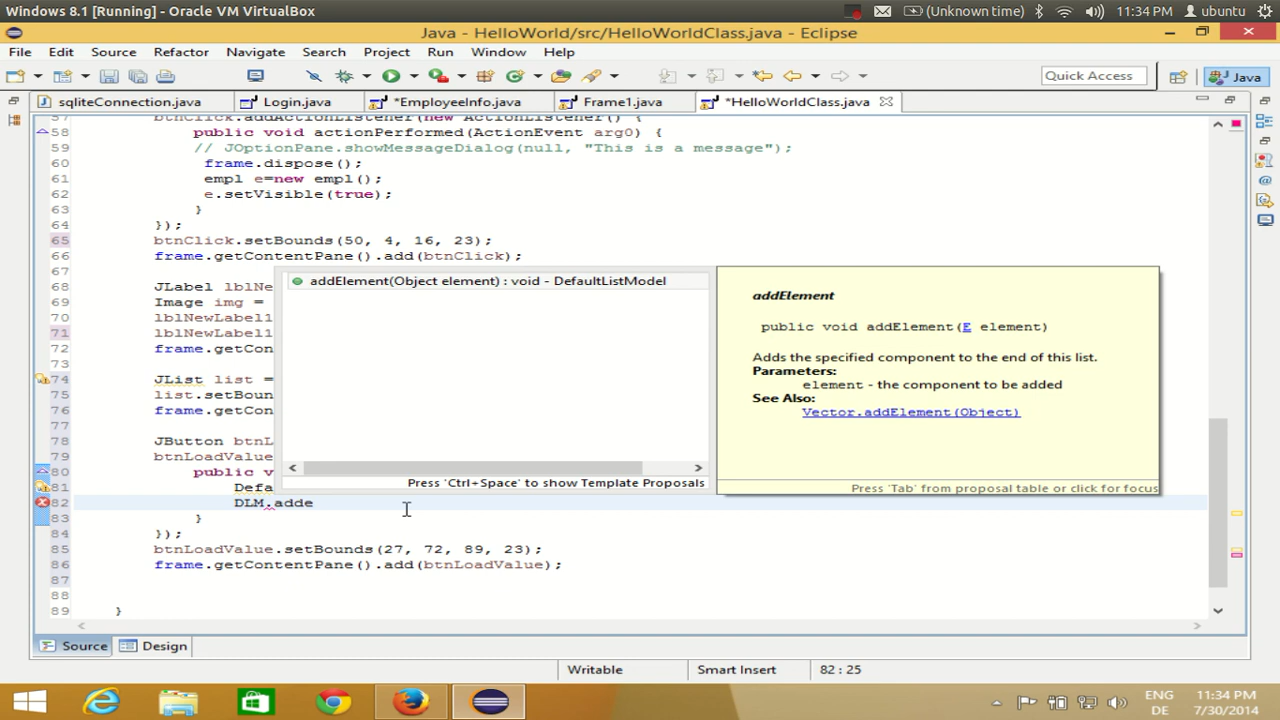 Windows 8.1 [Running] - Oracle VM VirtualBox
(Unknown time) 11:34 PM ubuntu
Java - HelloWorld/src/HelloWorldClass.java - Eclipse
File Edit Source Refactor Navigate Search Project Run Window Help
Quick Access Java
sqliteConnection.java Login.java *EmployeeInfo.java Frame1.java *HelloWorldClass.java
57 btnClick.addActionListener(new ActionListener() {
58 public void actionPerformed(ActionEvent arg0) {
59 // JOptionPane.showMessageDialog(null, "This is a message");
60 frame.dispose();
61 empl e=new empl();
62 e.setVisible(true);
63 }
64 });
65 btnClick.setBounds(50, 4, 16, 23);
66 frame.getContentPane().add(btnClick);
67
68 JLabel lblNe
69 Image img =
70 lblNewLabel1
71 lblNewLabel1
72 frame.getCon
73
74 JList list =
75 list.setBoun
76 frame.getCon
77
78 JButton btnL
79 btnLoadValue
80 public v
81 Defa
82 DLM.adde
83 }
84 });
85 btnLoadValue.setBounds(27, 72, 89, 23);
86 frame.getContentPane().add(btnLoadValue);
87
88
89 }
addElement(Object element) : void - DefaultListModel
Press 'Ctrl+Space' to show Template Proposals
addElement
public void addElement(E element)
Adds the specified component to the end of this list.
Parameters:
element - the component to be added
See Also:
Vector.addElement(Object)
Press 'Tab' from proposal table or click for focus
Source Design
Writable Smart Insert 82 : 25
ENG 11:34 PM
DE 7/30/2014